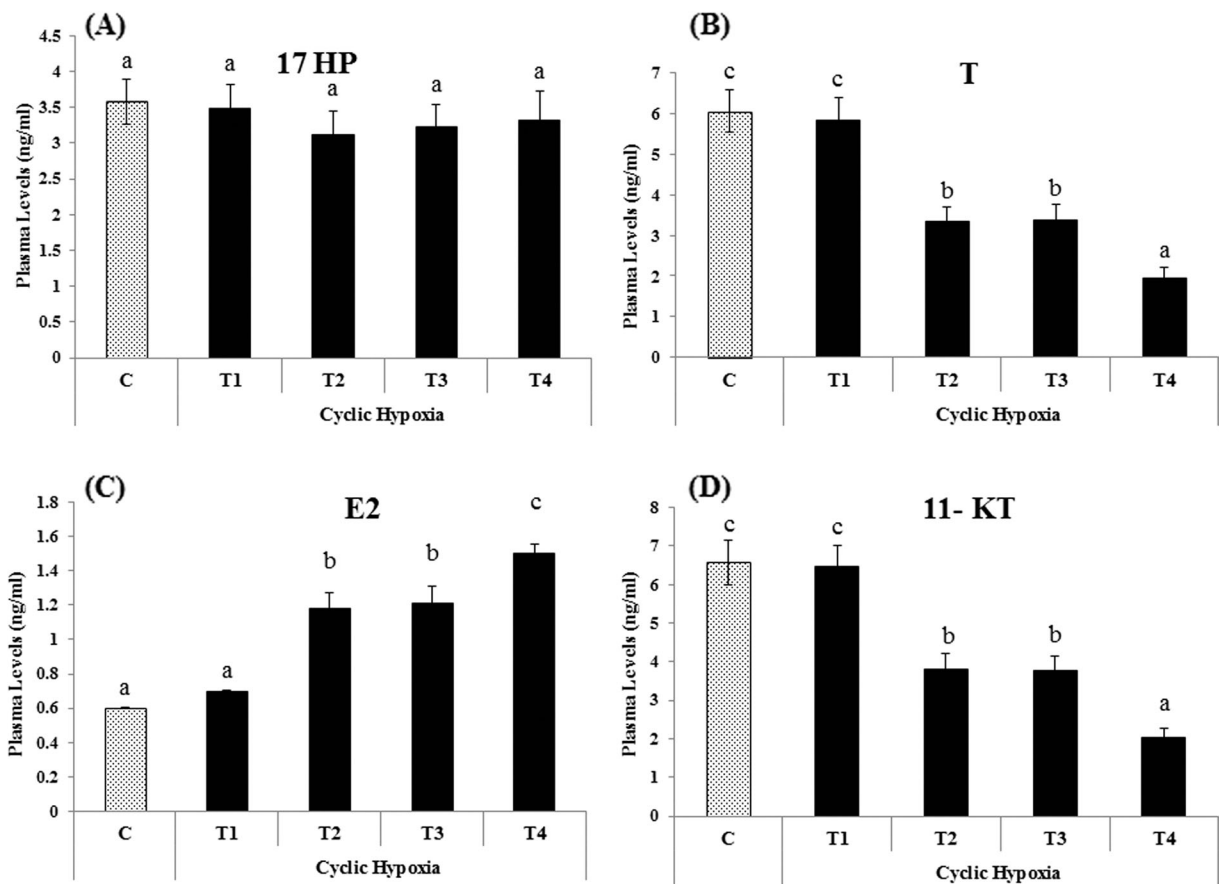 (A)
17 HP
Plasma Levels (ng/ml)
4.5
4
3.5
3
2.5
2
1.5
1
0.5
0
a a a a a
C T1 T2 T3 T4
Cyclic Hypoxia
(B)
T
Plasma Levels (ng/ml)
7
6
5
4
3
2
1
0
c c b b a
C T1 T2 T3 T4
Cyclic Hypoxia
(C)
E2
Plasma Levels (ng/ml)
1.8
1.6
1.4
1.2
1
0.8
0.6
0.4
0.2
0
a a b b c
C T1 T2 T3 T4
Cyclic Hypoxia
(D)
11- KT
Plasma Levels (ng/ml)
8
7
6
5
4
3
2
1
0
c c b b a
C T1 T2 T3 T4
Cyclic Hypoxia